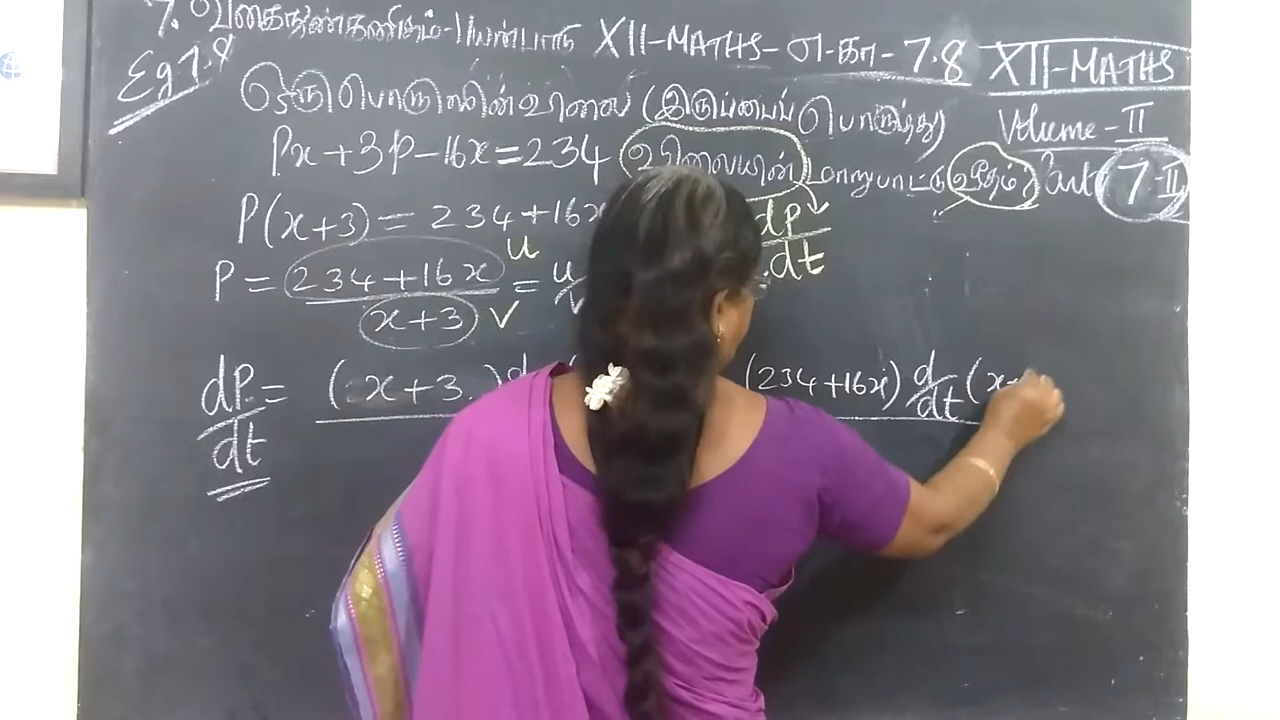 7. வகைநுண்கணிதம்-பயன்பாடு XII-MATHS-எ-கா-7.8 XII-MATHS
Eg 7.8
ஒரு பொருளின் விலை (இருப்பைப் பொருத்து) Volume-II
Px+3P-16x=234 விலையின் மாறுபாட்டு வீதம்? Part 7-II
P(x+3) = 234+16x
dP/dt
P = (234+16x)/(x+3) = u/v
u
v
dP/dt = (x+3) d (234+16x) d/dt (x+